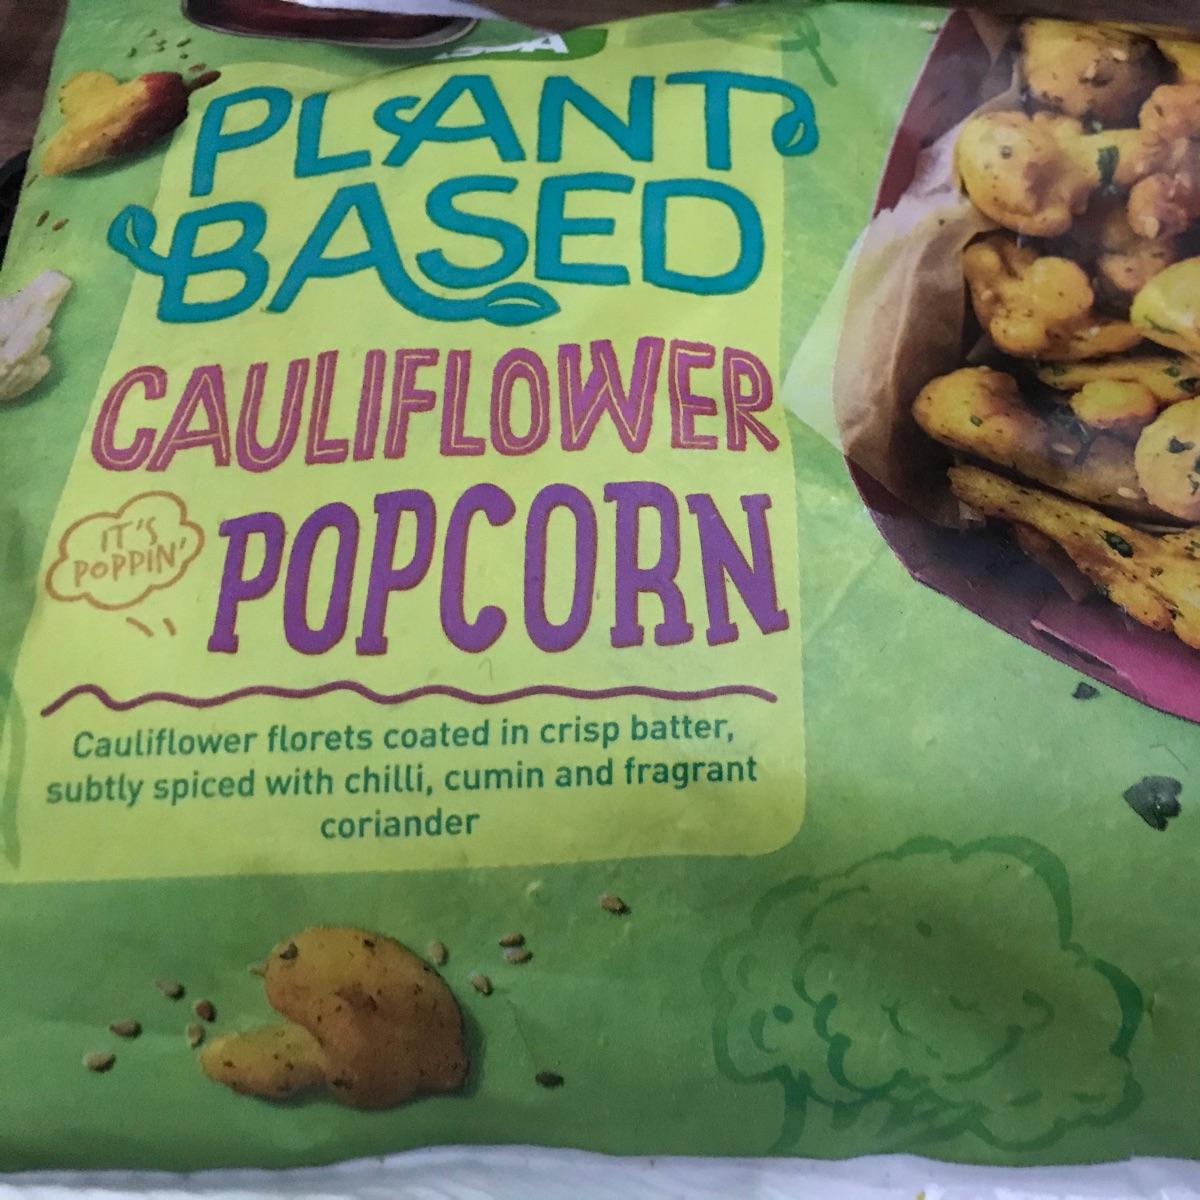 ASDA
PLANT
BASED
CAULIFLOWER
IT'S
POPPIN'
POPCORN
Cauliflower florets coated in crisp batter,
subtly spiced with chilli, cumin and fragrant
coriander